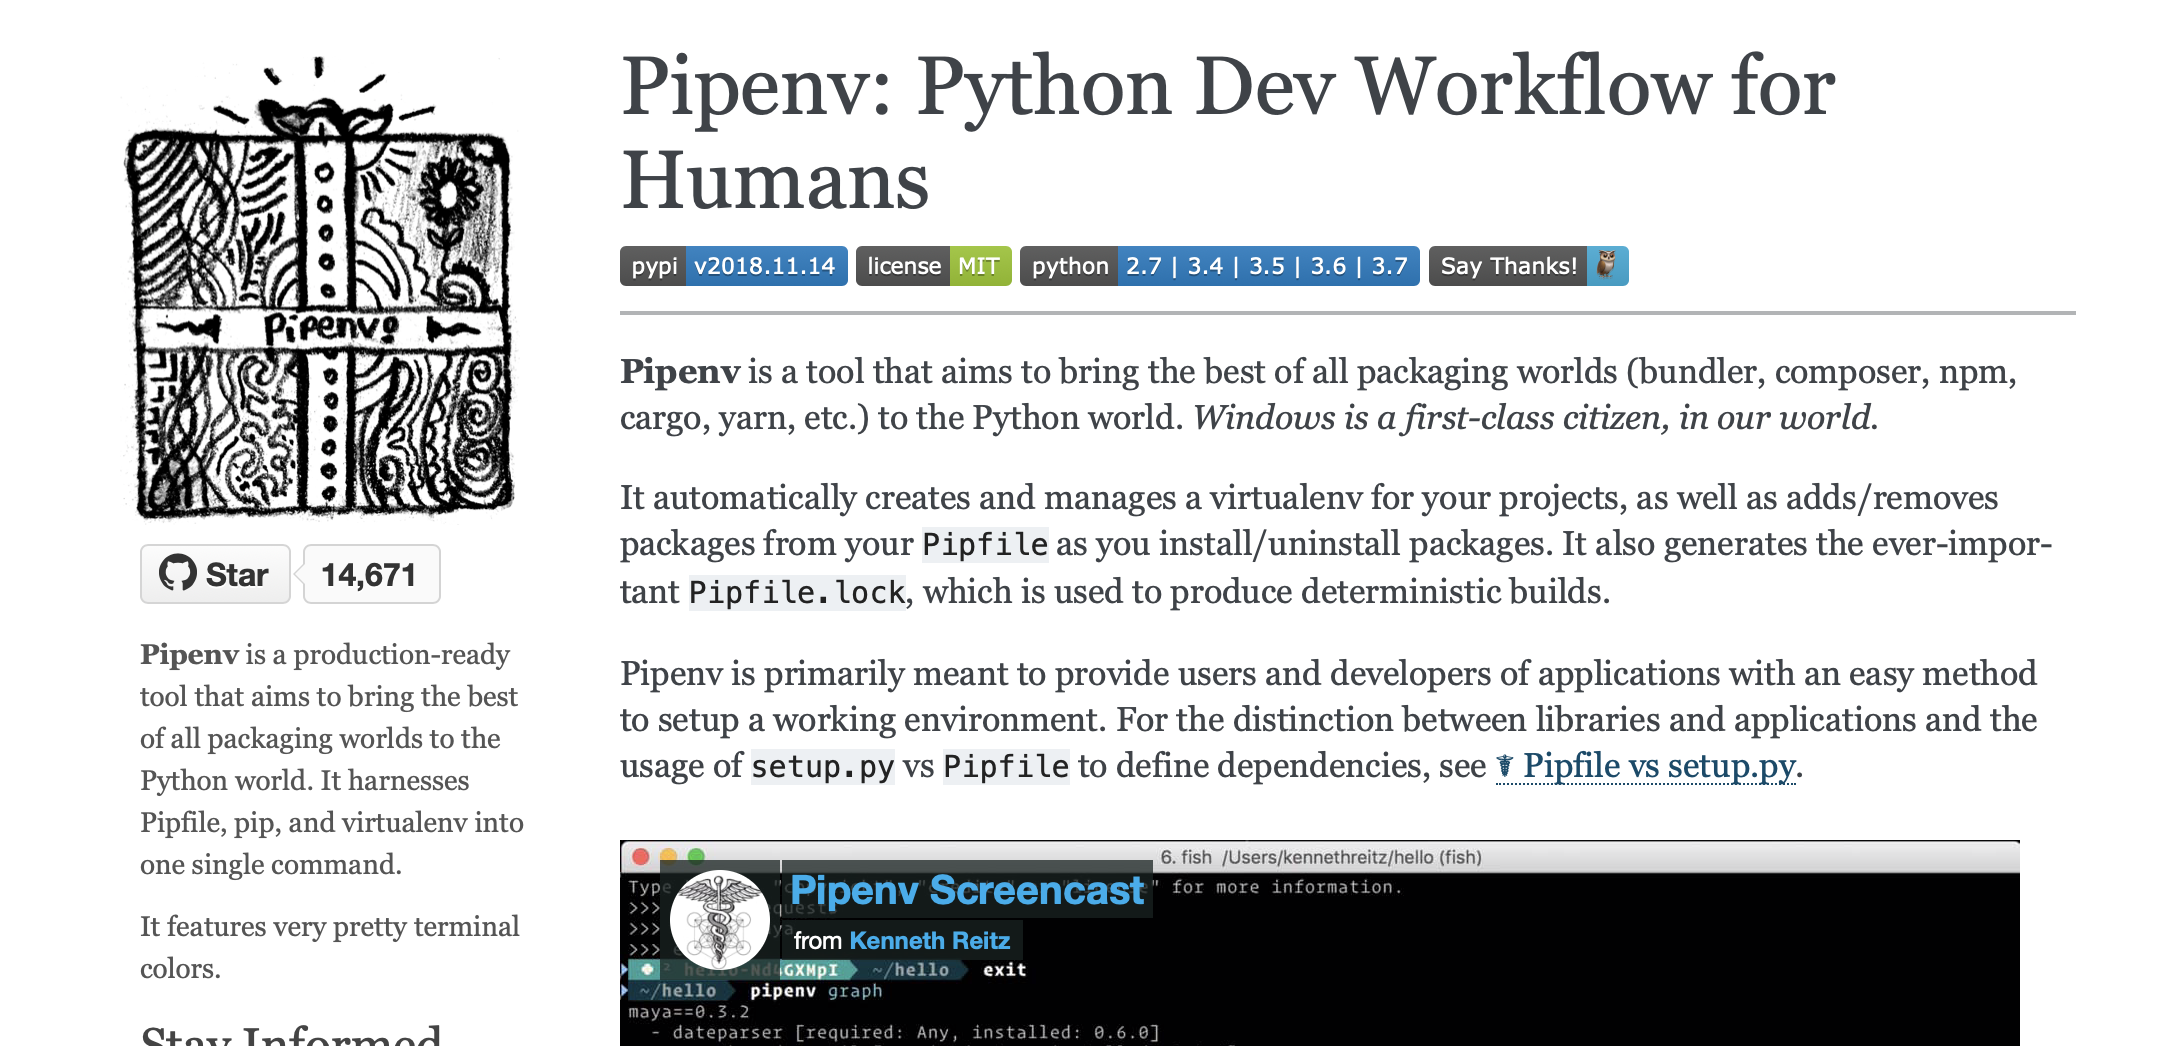 Pipenv
Star 14,671
Pipenv is a production-ready
tool that aims to bring the best
of all packaging worlds to the
Python world. It harnesses
Pipfile, pip, and virtualenv into
one single command.
It features very pretty terminal
colors.
Stay Informed
Pipenv: Python Dev Workflow for
Humans
pypi v2018.11.14 license MIT python 2.7 | 3.4 | 3.5 | 3.6 | 3.7 Say Thanks!
Pipenv is a tool that aims to bring the best of all packaging worlds (bundler, composer, npm,
cargo, yarn, etc.) to the Python world. Windows is a first-class citizen, in our world.
It automatically creates and manages a virtualenv for your projects, as well as adds/removes
packages from your Pipfile as you install/uninstall packages. It also generates the ever-impor-
tant Pipfile.lock, which is used to produce deterministic builds.
Pipenv is primarily meant to provide users and developers of applications with an easy method
to setup a working environment. For the distinction between libraries and applications and the
usage of setup.py vs Pipfile to define dependencies, see Pipfile vs setup.py.
6. fish /Users/kennethreitz/hello (fish)
Pipenv Screencast
from Kenneth Reitz
Type " for more information.
>>>
>>>
>>>
~/hello exit
~/hello pipenv graph
maya==0.3.2
- dateparser [required: Any, installed: 0.6.0]